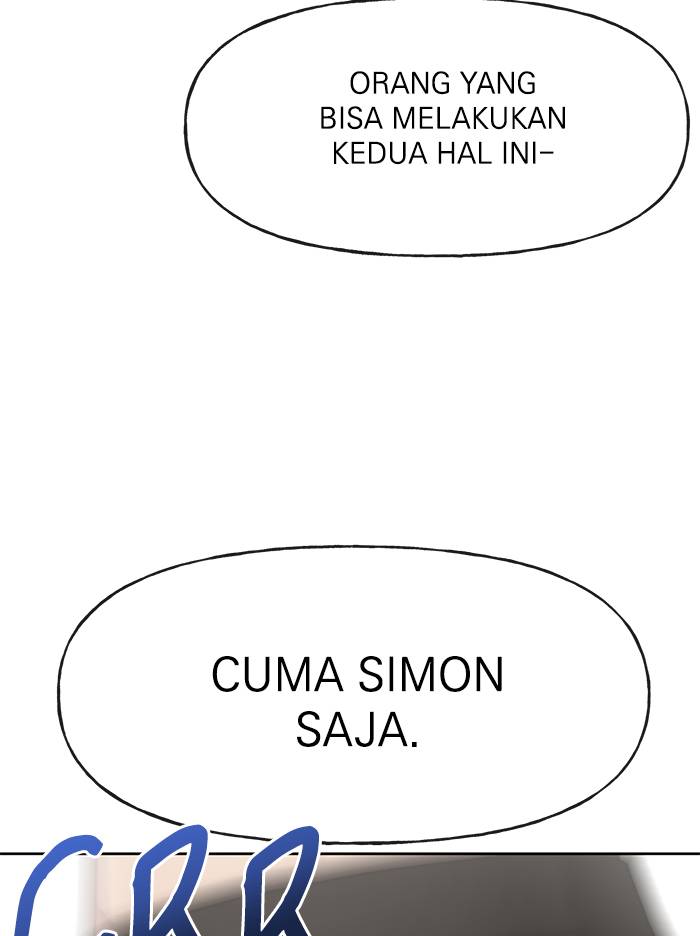 ORANG YANG
BISA MELAKUKAN
KEDUA HAL INI-
CUMA SIMON
SAJA.